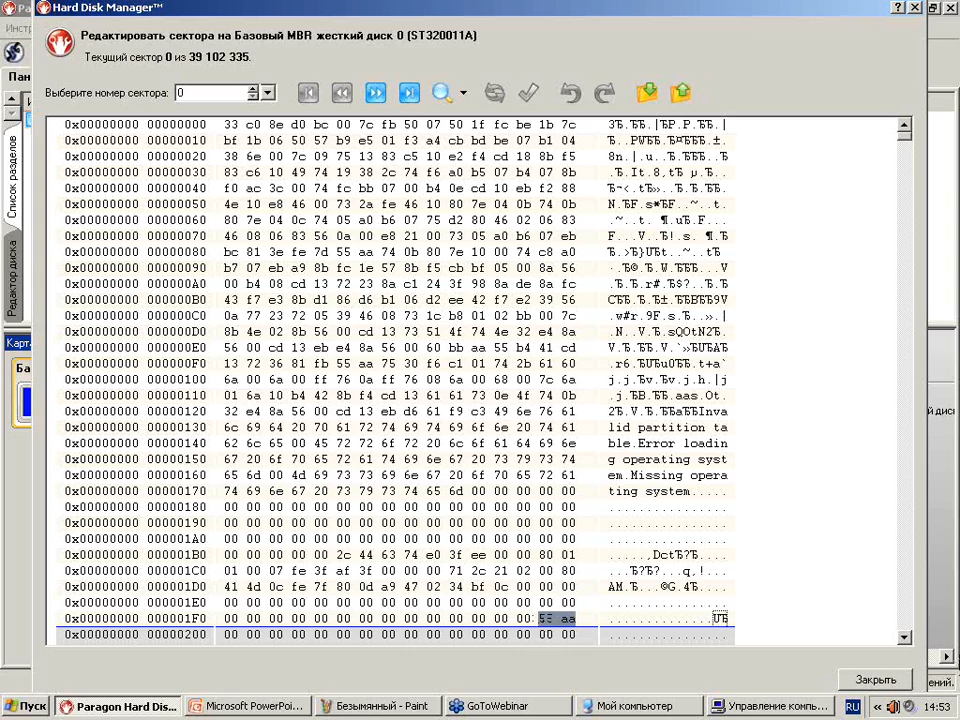 Hard Disk Manager™
Редактировать сектора на Базовый MBR жесткий диск 0 (ST320011A)
Текущий сектор 0 из 39 102 335.
Выберите номер сектора: 0
Список разделов
Редактор диска
0x00000000 00000000 33 c0 8e d0 bc 00 7c fb 50 07 50 1f fc be 1b 7c
0x00000000 00000010 bf 1b 06 50 57 b9 e5 01 f3 a4 cb bd be 07 b1 04
0x00000000 00000020 38 6e 00 7c 09 75 13 83 c5 10 e2 f4 cd 18 8b f5
0x00000000 00000030 83 c6 10 49 74 19 38 2c 74 f6 a0 b5 07 b4 07 8b
0x00000000 00000040 f0 ac 3c 00 74 fc bb 07 00 b4 0e cd 10 eb f2 88
0x00000000 00000050 4e 10 e8 46 00 73 2a fe 46 10 80 7e 04 0b 74 0b
0x00000000 00000060 80 7e 04 0c 74 05 a0 b6 07 75 d2 80 46 02 06 83
0x00000000 00000070 46 08 06 83 56 0a 00 e8 21 00 73 05 a0 b6 07 eb
0x00000000 00000080 bc 81 3e fe 7d 55 aa 74 0b 80 7e 10 00 74 c8 a0
0x00000000 00000090 b7 07 eb a9 8b fc 1e 57 8b f5 cb bf 05 00 8a 56
0x00000000 000000A0 00 b4 08 cd 13 72 23 8a c1 24 3f 98 8a de 8a fc
0x00000000 000000B0 43 f7 e3 8b d1 86 d6 b1 06 d2 ee 42 f7 e2 39 56
0x00000000 000000C0 0a 77 23 72 05 39 46 08 73 1c b8 01 02 bb 00 7c
0x00000000 000000D0 8b 4e 02 8b 56 00 cd 13 73 51 4f 74 4e 32 e4 8a
0x00000000 000000E0 56 00 cd 13 eb e4 8a 56 00 60 bb aa 55 b4 41 cd
0x00000000 000000F0 13 72 36 81 fb 55 aa 75 30 f6 c1 01 74 2b 61 60
0x00000000 00000100 6a 00 6a 00 ff 76 0a ff 76 08 6a 00 68 00 7c 6a
0x00000000 00000110 01 6a 10 b4 42 8b f4 cd 13 61 61 73 0e 4f 74 0b
0x00000000 00000120 32 e4 8a 56 00 cd 13 eb d6 61 f9 c3 49 6e 76 61
0x00000000 00000130 6c 69 64 20 70 61 72 74 69 74 69 6f 6e 20 74 61 lid partition ta
0x00000000 00000140 62 6c 65 00 45 72 72 6f 72 20 6c 6f 61 64 69 6e ble.Error loadin
0x00000000 00000150 67 20 6f 70 65 72 61 74 69 6e 67 20 73 79 73 74 g operating syst
0x00000000 00000160 65 6d 00 4d 69 73 73 69 6e 67 20 6f 70 65 72 61 em.Missing opera
0x00000000 00000170 74 69 6e 67 20 73 79 73 74 65 6d 00 00 00 00 00 ting system.....
0x00000000 00000180 00 00 00 00 00 00 00 00 00 00 00 00 00 00 00 00 ................
0x00000000 00000190 00 00 00 00 00 00 00 00 00 00 00 00 00 00 00 00 ................
0x00000000 000001A0 00 00 00 00 00 00 00 00 00 00 00 00 00 00 00 00 ................
0x00000000 000001B0 00 00 00 00 00 2c 44 63 74 e0 3f ee 00 00 80 01
0x00000000 000001C0 01 00 07 fe 3f af 3f 00 00 00 71 2c 21 02 00 80
0x00000000 000001D0 41 4d 0c fe 7f 80 0d a9 47 02 34 bf 0c 00 00 00
0x00000000 000001E0 00 00 00 00 00 00 00 00 00 00 00 00 00 00 00 00 ................
0x00000000 000001F0 00 00 00 00 00 00 00 00 00 00 00 00 00 00 55 aa ..............UЂ
0x00000000 00000200 00 00 00 00 00 00 00 00 00 00 00 00 00 00 00 00 ................
Закрыть
Пуск
Paragon Hard Dis...
Microsoft PowerPoi...
Безымянный - Paint
GoToWebinar
Мой компьютер
Управление компь...
RU
14:53